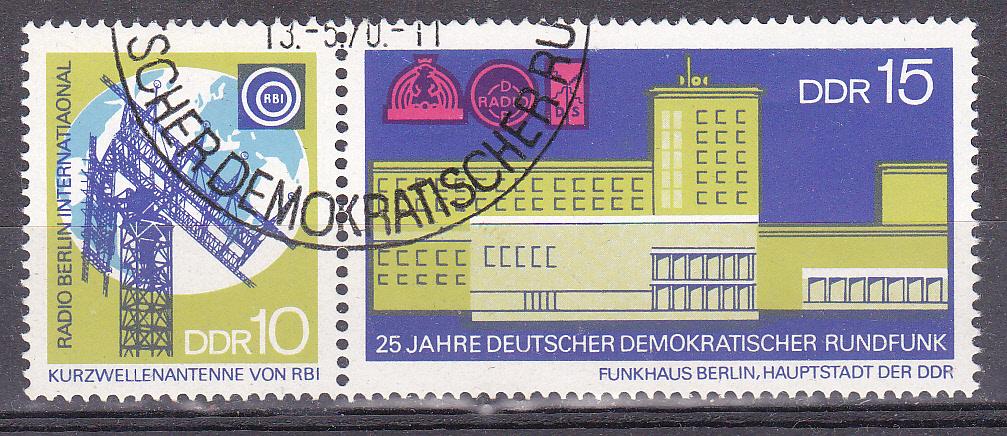 13.-5.70.-11
SCHER DEMOKRATISCHER RU
RADIO BERLIN INTERNATIAONAL
RBI
DDR 10
KURZWELLENANTENNE VON RBI
D
RADIO
D R
DS
DDR 15
25 JAHRE DEUTSCHER DEMOKRATISCHER RUNDFUNK
FUNKHAUS BERLIN, HAUPTSTADT DER DDR